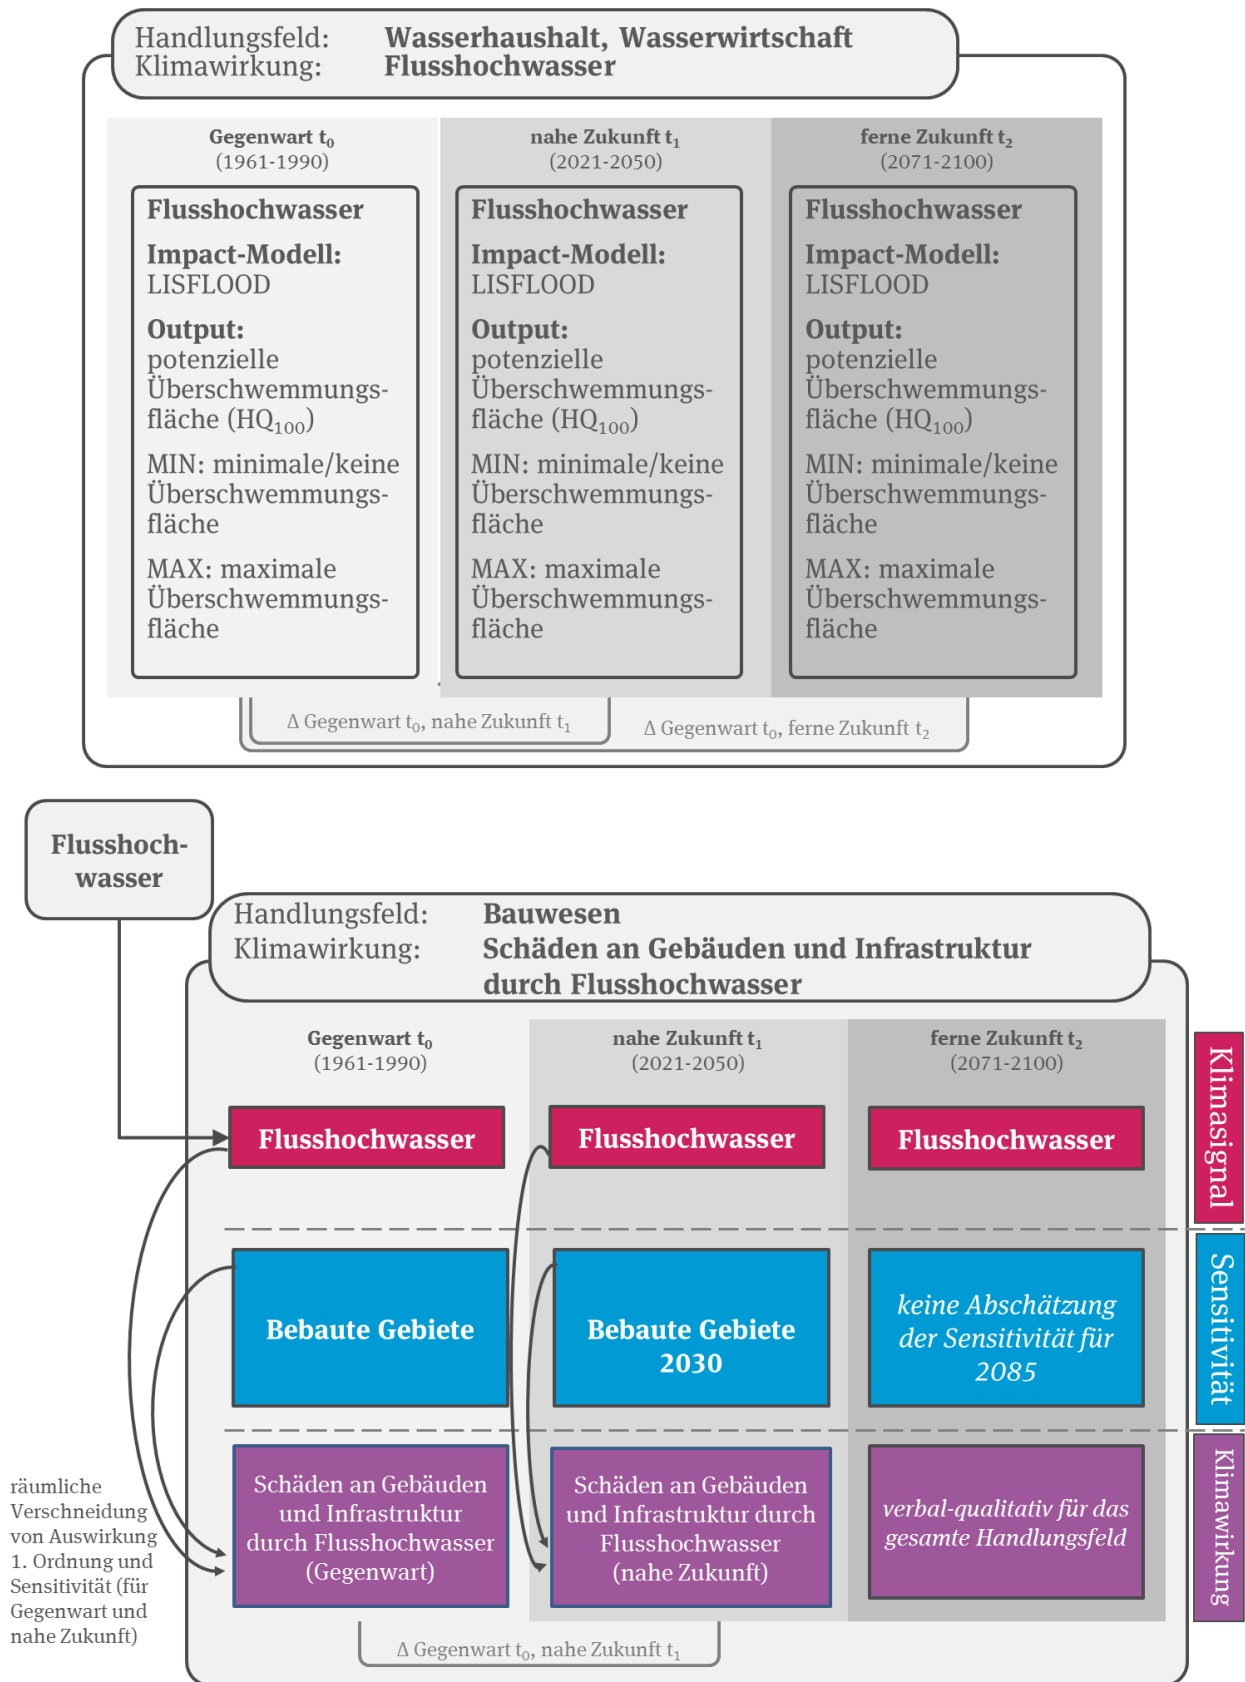 Handlungsfeld: Wasserhaushalt, Wasserwirtschaft
Klimawirkung: Flusshochwasser
Gegenwart t₀
(1961-1990)
Flusshochwasser
Impact-Modell:
LISFLOOD
Output:
potenzielle
Überschwemmungs-
fläche (HQ₁₀₀)
MIN: minimale/keine
Überschwemmungs-
fläche
MAX: maximale
Überschwemmungs-
fläche
nahe Zukunft t₁
(2021-2050)
Flusshochwasser
Impact-Modell:
LISFLOOD
Output:
potenzielle
Überschwemmungs-
fläche (HQ₁₀₀)
MIN: minimale/keine
Überschwemmungs-
fläche
MAX: maximale
Überschwemmungs-
fläche
ferne Zukunft t₂
(2071-2100)
Flusshochwasser
Impact-Modell:
LISFLOOD
Output:
potenzielle
Überschwemmungs-
fläche (HQ₁₀₀)
MIN: minimale/keine
Überschwemmungs-
fläche
MAX: maximale
Überschwemmungs-
fläche
Δ Gegenwart t₀, nahe Zukunft t₁
Δ Gegenwart t₀, ferne Zukunft t₂
Flusshoch-
wasser
Handlungsfeld: Bauwesen
Klimawirkung: Schäden an Gebäuden und Infrastruktur
durch Flusshochwasser
Gegenwart t₀
(1961-1990)
nahe Zukunft t₁
(2021-2050)
ferne Zukunft t₂
(2071-2100)
Flusshochwasser
Flusshochwasser
Flusshochwasser
Klimasignal
Bebaute Gebiete
Bebaute Gebiete
2030
keine Abschätzung
der Sensitivität für
2085
Sensitivität
Schäden an Gebäuden
und Infrastruktur
durch Flusshochwasser
(Gegenwart)
Schäden an Gebäuden
und Infrastruktur durch
Flusshochwasser
(nahe Zukunft)
verbal-qualitativ für das
gesamte Handlungsfeld
Klimawirkung
räumliche
Verschneidung
von Auswirkung
1. Ordnung und
Sensitivität (für
Gegenwart und
nahe Zukunft)
Δ Gegenwart t₀, nahe Zukunft t₁